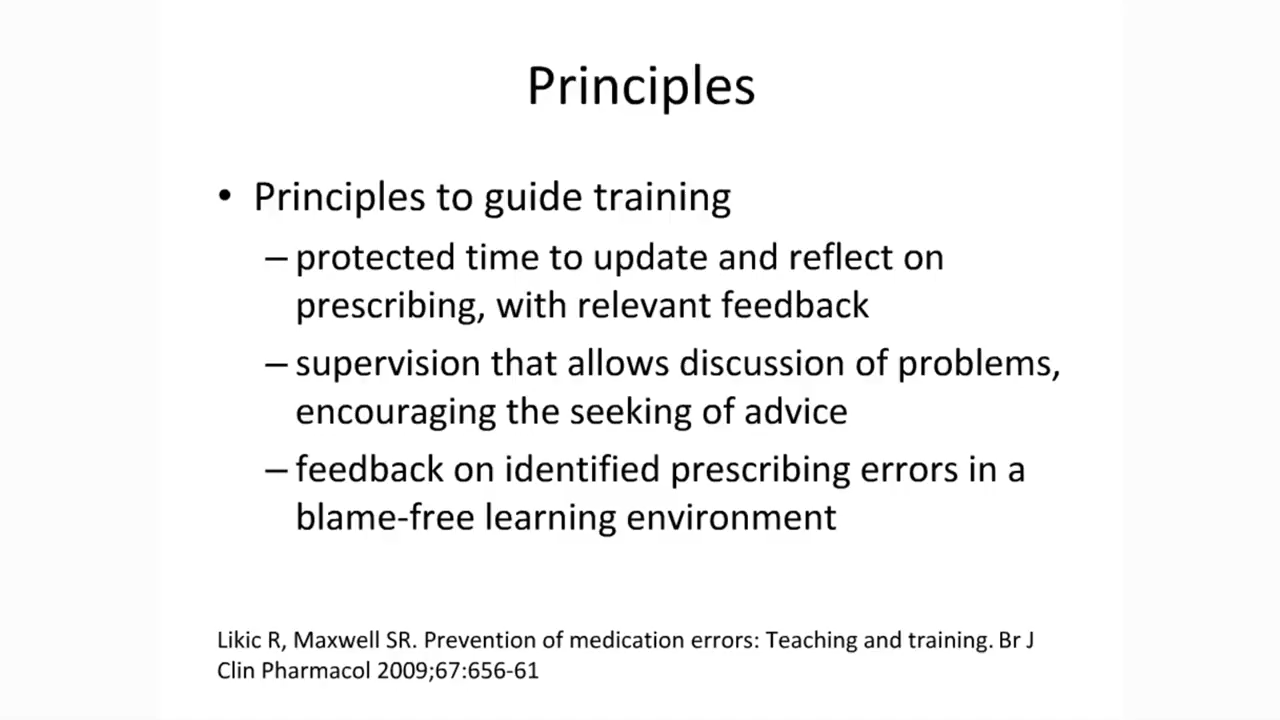 Principles
• Principles to guide training
– protected time to update and reflect on
prescribing, with relevant feedback
– supervision that allows discussion of problems,
encouraging the seeking of advice
– feedback on identified prescribing errors in a
blame-free learning environment
Likic R, Maxwell SR. Prevention of medication errors: Teaching and training. Br J
Clin Pharmacol 2009;67:656-61